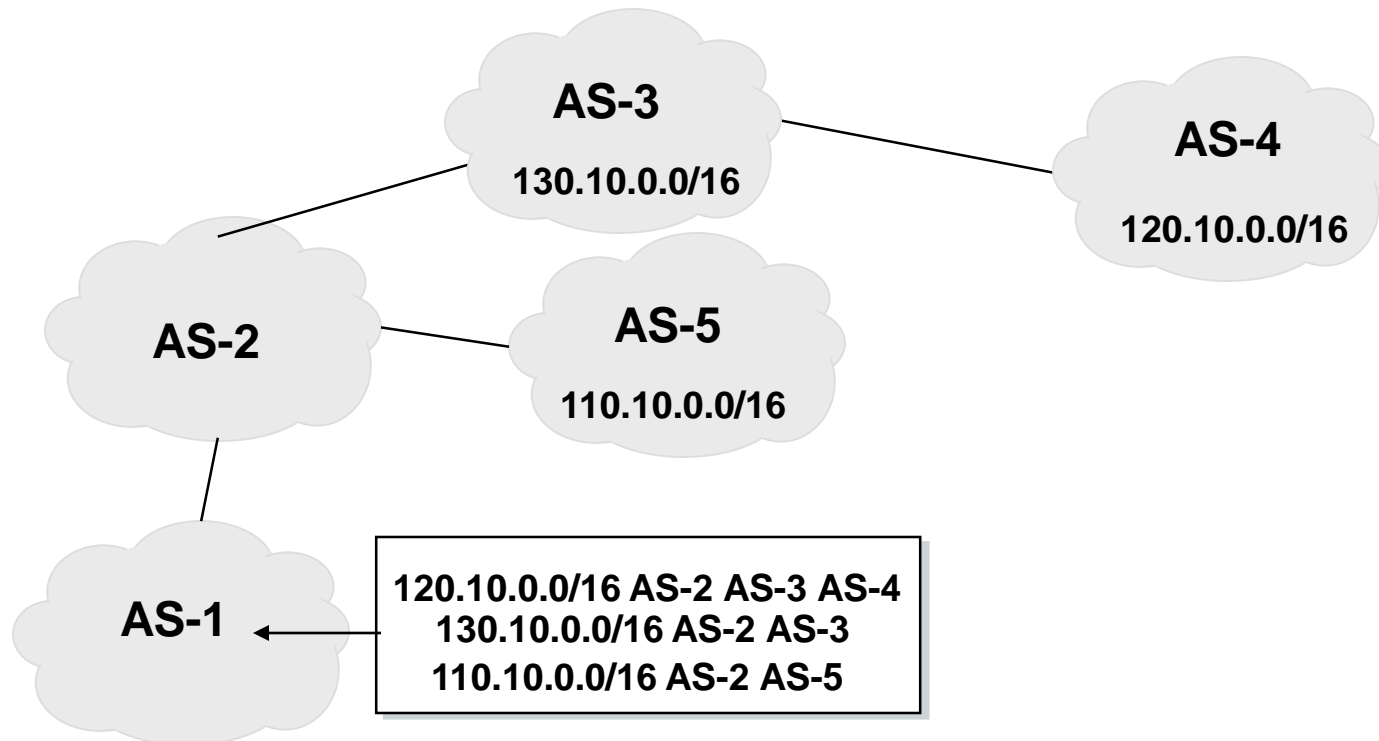 AS-3
130.10.0.0/16
AS-4
120.10.0.0/16
AS-2
AS-5
110.10.0.0/16
AS-1
120.10.0.0/16 AS-2 AS-3 AS-4
130.10.0.0/16 AS-2 AS-3
110.10.0.0/16 AS-2 AS-5